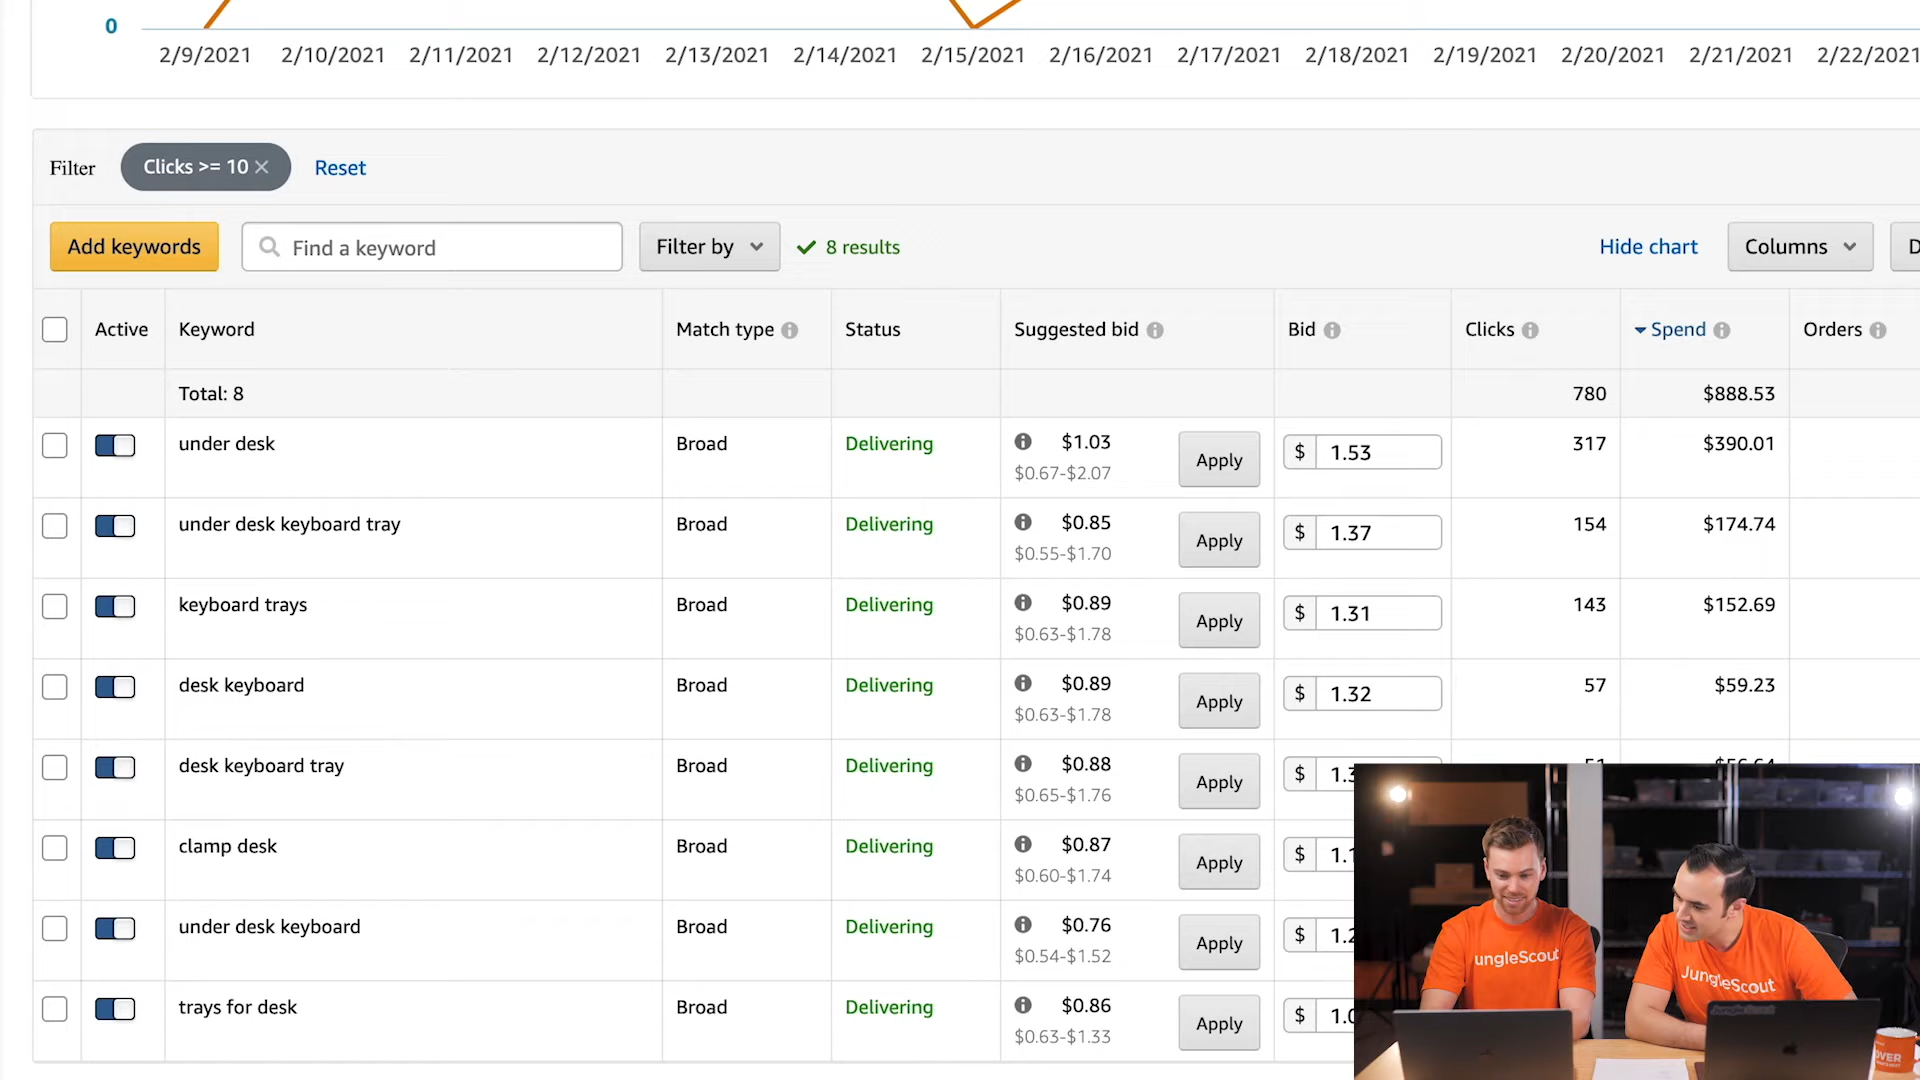 0
2/9/2021 2/10/2021 2/11/2021 2/12/2021 2/13/2021 2/14/2021 2/15/2021 2/16/2021 2/17/2021 2/18/2021 2/19/2021 2/20/2021 2/21/2021 2/22/2021
Filter Clicks >= 10 Reset
Add keywords Find a keyword Filter by 8 results Hide chart Columns D
Active Keyword Match type Status Suggested bid Bid Clicks Spend Orders
Total: 8 780 $888.53
under desk Broad Delivering $1.03 Apply $ 1.53 317 $390.01
$0.67-$2.07
under desk keyboard tray Broad Delivering $0.85 Apply $ 1.37 154 $174.74
$0.55-$1.70
keyboard trays Broad Delivering $0.89 Apply $ 1.31 143 $152.69
$0.63-$1.78
desk keyboard Broad Delivering $0.89 Apply $ 1.32 57 $59.23
$0.63-$1.78
desk keyboard tray Broad Delivering $0.88 Apply $
$0.65-$1.76
clamp desk Broad Delivering $0.87 Apply $
$0.60-$1.74
under desk keyboard Broad Delivering $0.76 Apply $
$0.54-$1.52
trays for desk Broad Delivering $0.86 Apply $
$0.63-$1.33
ungleScout
JungleScout
JungleScout
OVER